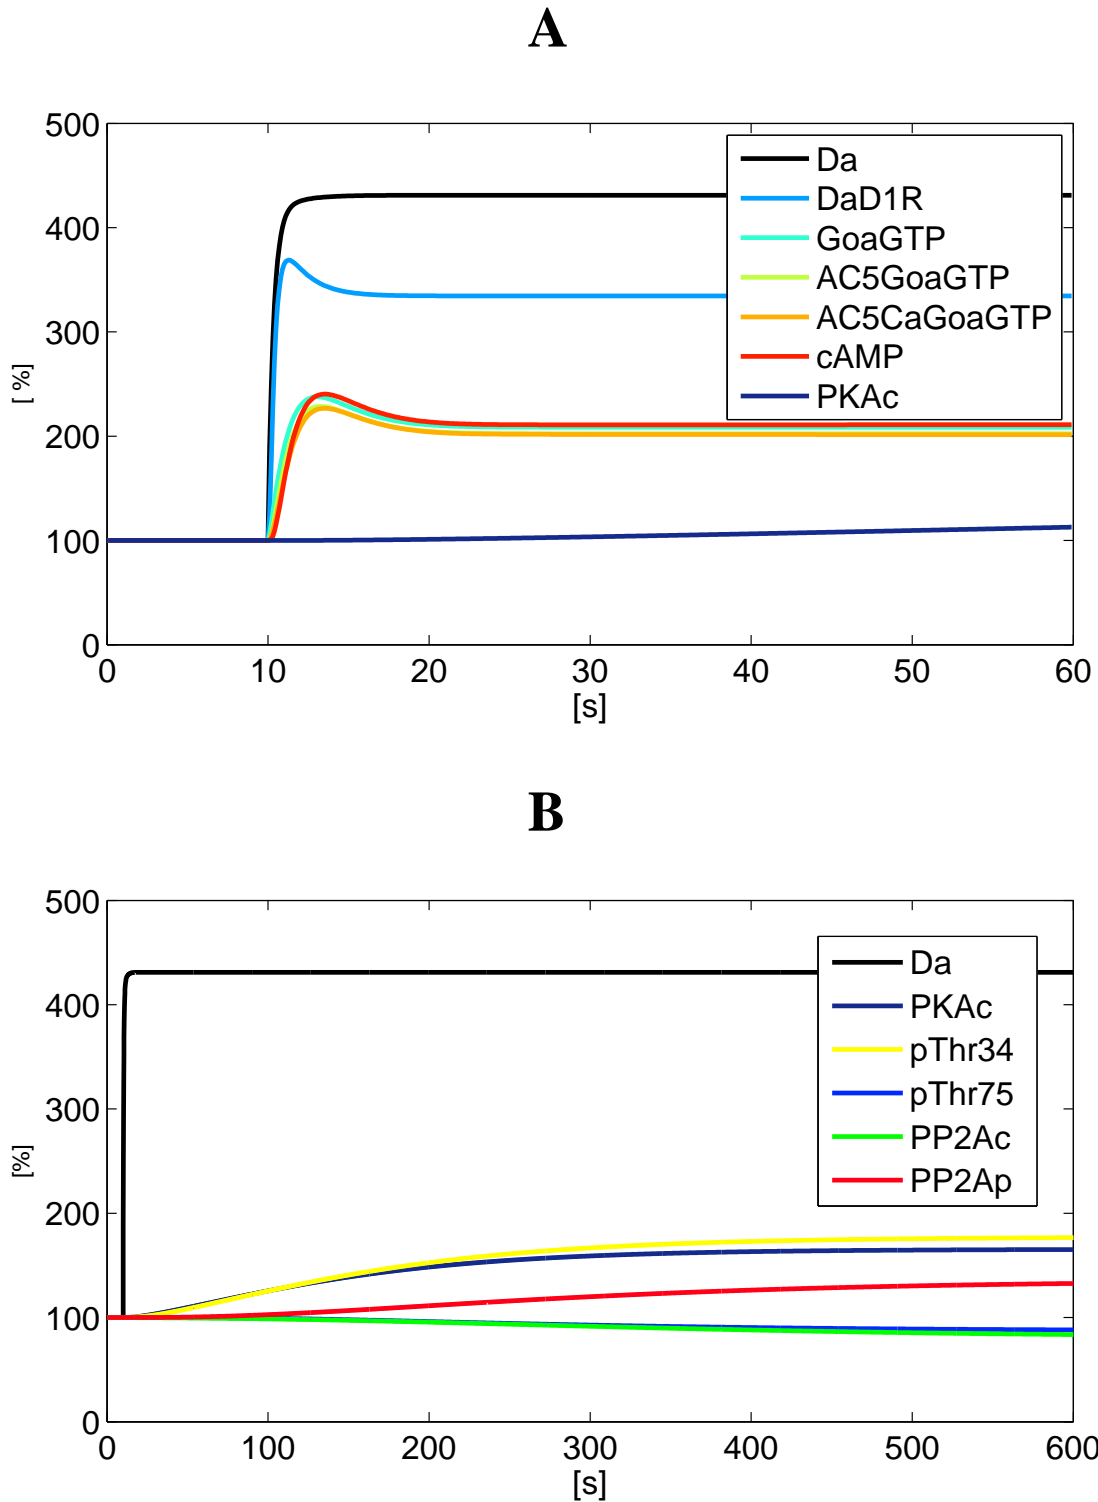 A
500
400
300
200
100
0
[ %]
Da
DaD1R
GoaGTP
AC5GoaGTP
AC5CaGoaGTP
cAMP
PKAc
0 10 20 30 40 50 60
[s]
B
500
400
300
200
100
0
[%]
Da
PKAc
pThr34
pThr75
PP2Ac
PP2Ap
0 100 200 300 400 500 600
[s]